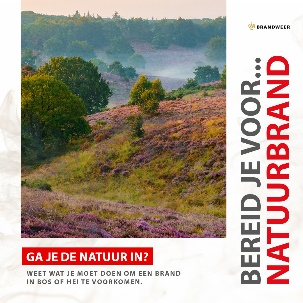 BRANDWEER
BEREID JE VOOR...
NATUURBRAND
GA JE DE NATUUR IN?
WEET WAT JE MOET DOEN OM EEN BRAND
IN BOS OF HEI TE VOORKOMEN.